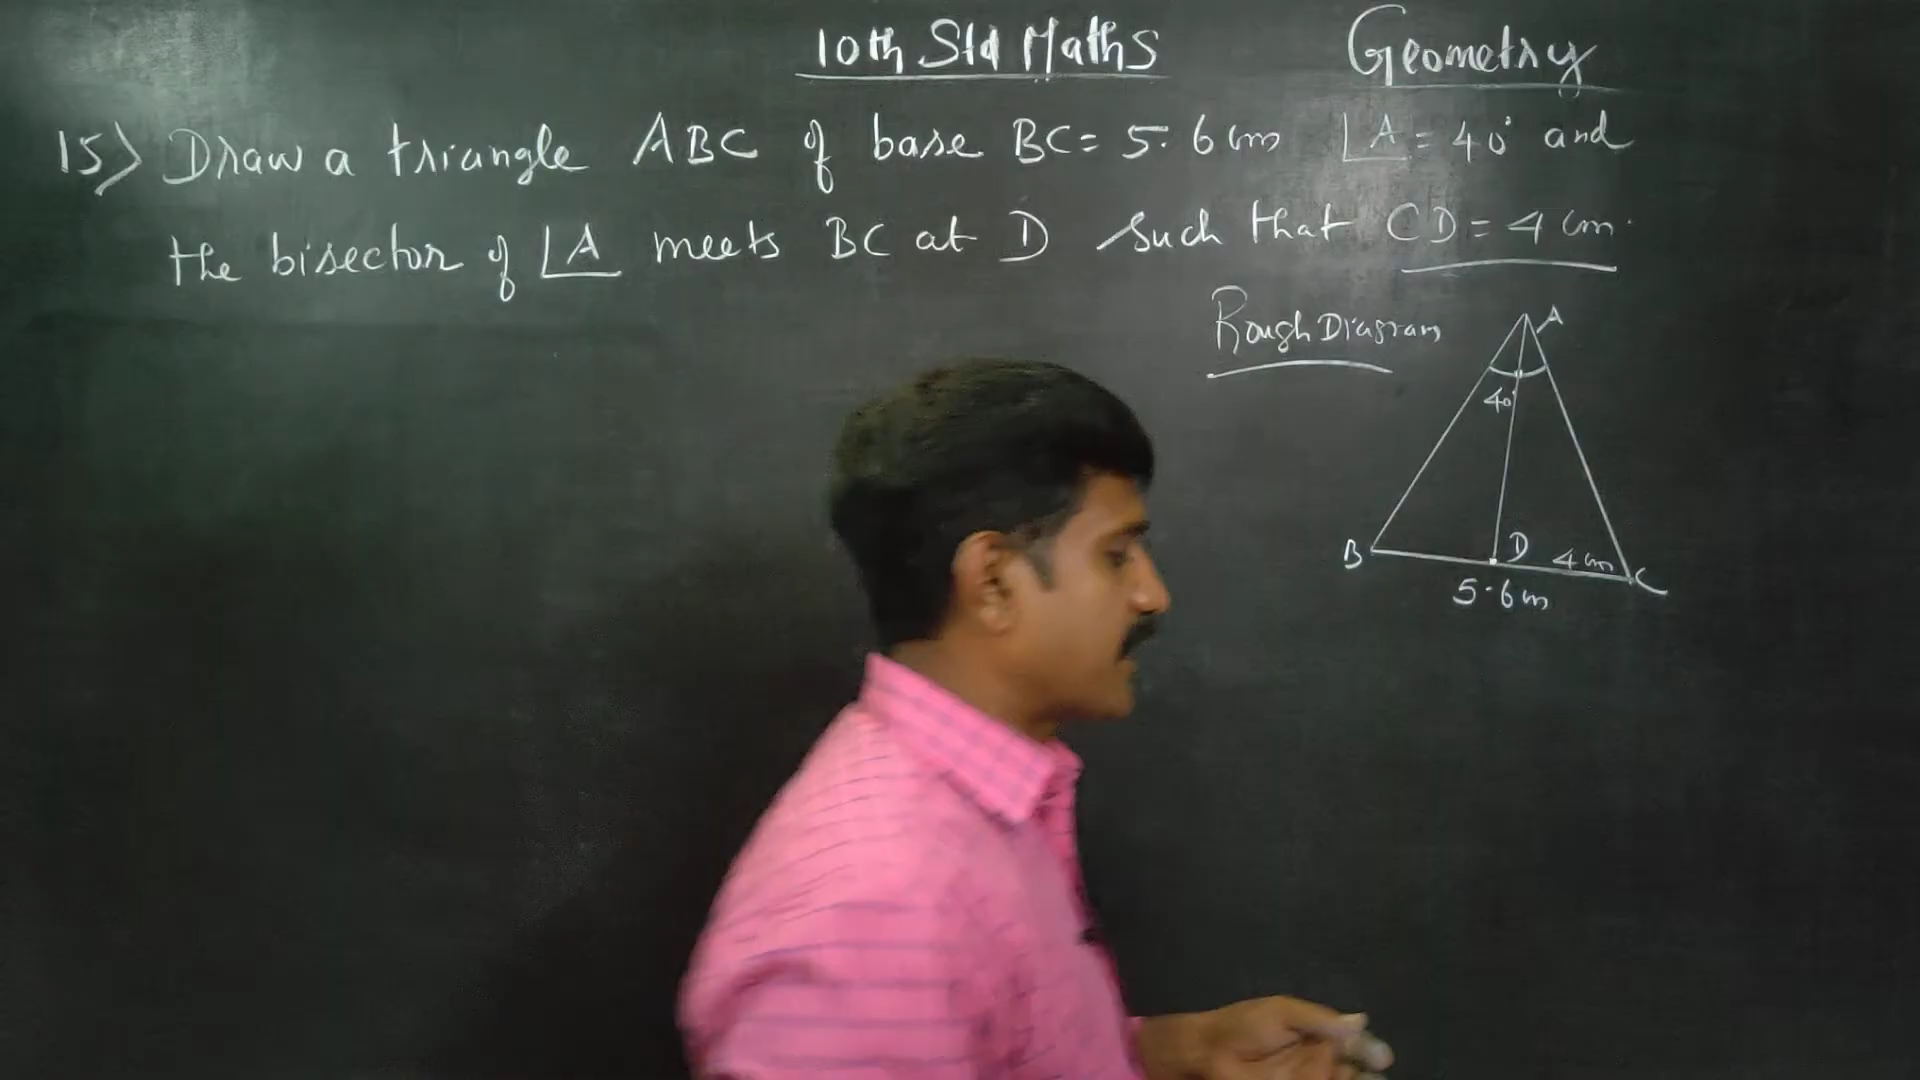 10th Std Maths
Geometry
15) Draw a triangle ABC of base BC = 5.6 cm ∠A = 40° and
the bisector of ∠A meets BC at D such that CD = 4 cm.
Rough Diagram
A
40°
B
D
4 cm
C
5.6 cm